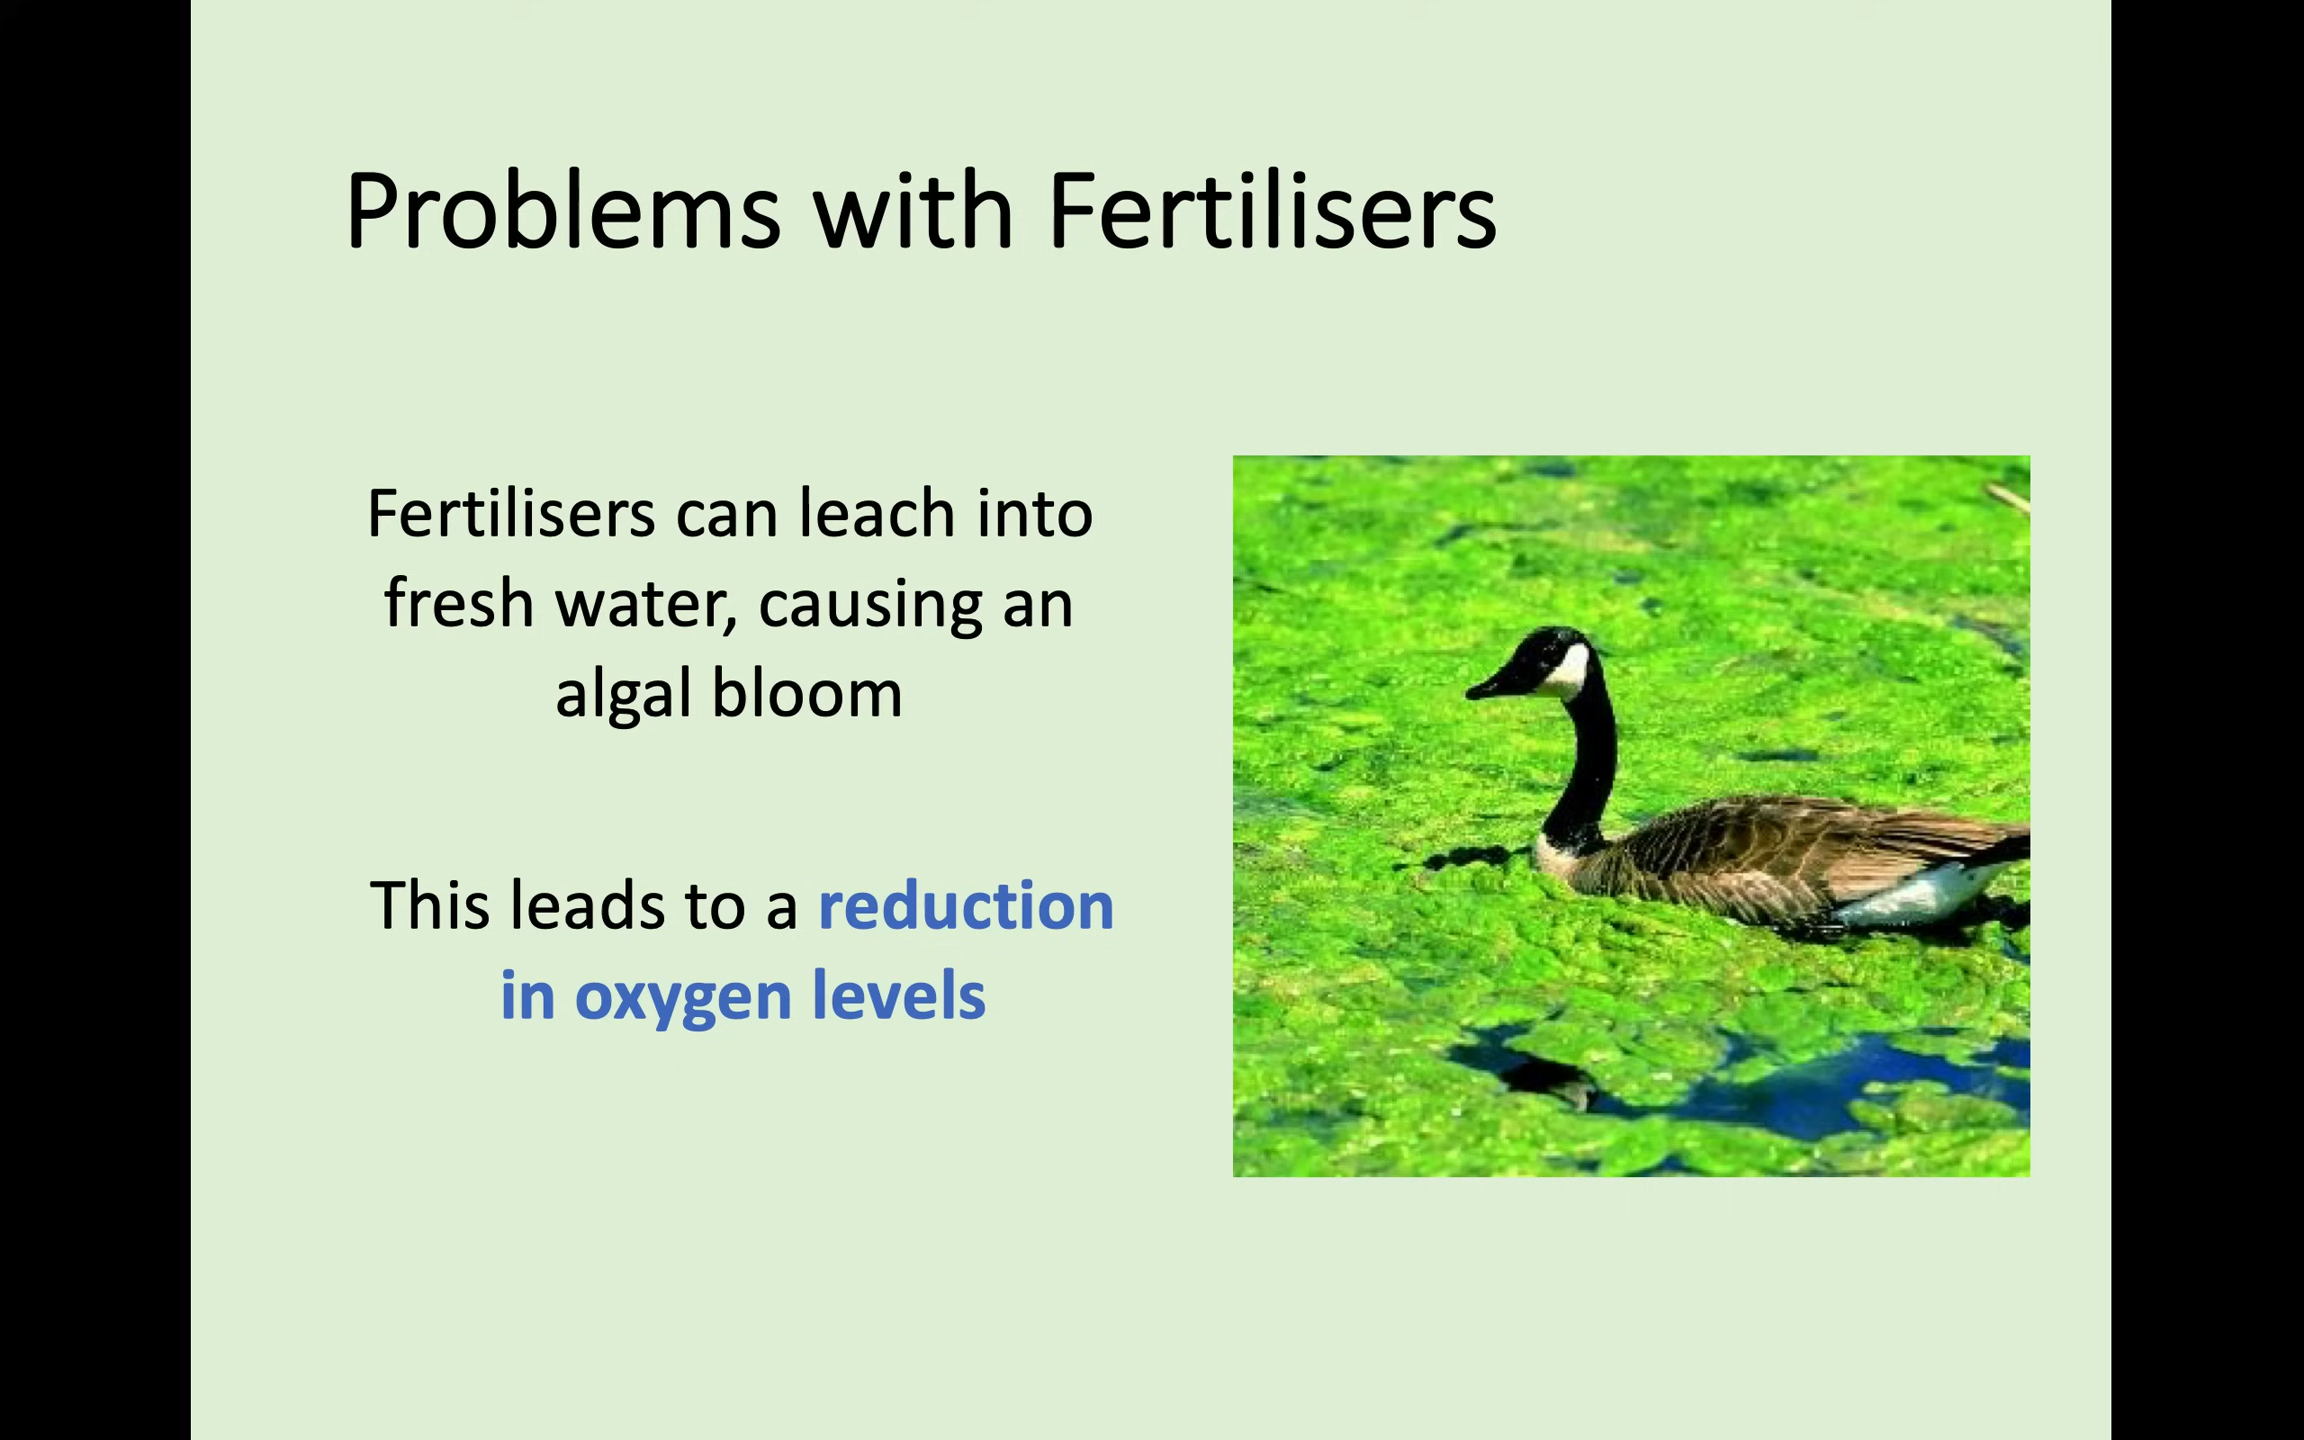 Problems with Fertilisers
Fertilisers can leach into
fresh water, causing an
algal bloom
This leads to a reduction
in oxygen levels